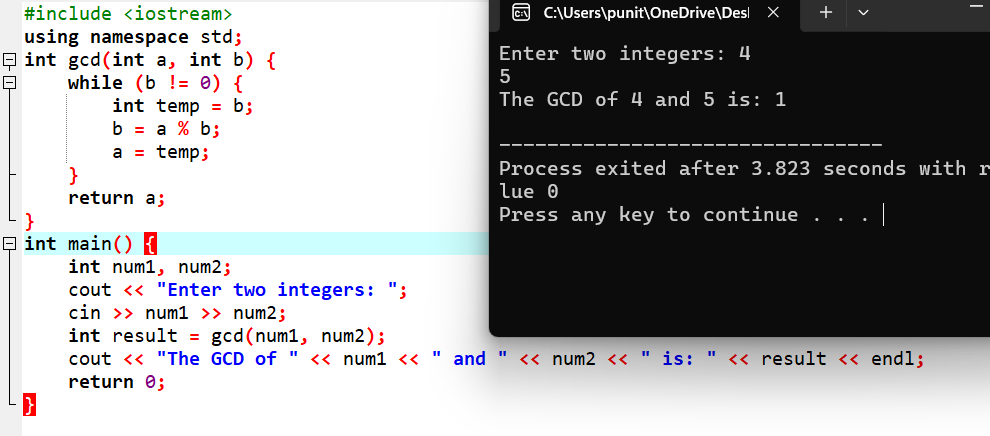 #include <iostream>
using namespace std;
int gcd(int a, int b) {
while (b != 0) {
int temp = b;
b = a % b;
a = temp;
}
return a;
}
int main() {
int num1, num2;
cout << "Enter two integers: ";
cin >> num1 >> num2;
int result = gcd(num1, num2);
cout << "The GCD of " << num1 << " and " << num2 << " is: " << result << endl;
return 0;
}
C:\Users\punit\OneDrive\Des
Enter two integers: 4
5
The GCD of 4 and 5 is: 1
--------------------------------
Process exited after 3.823 seconds with r
lue 0
Press any key to continue . . .